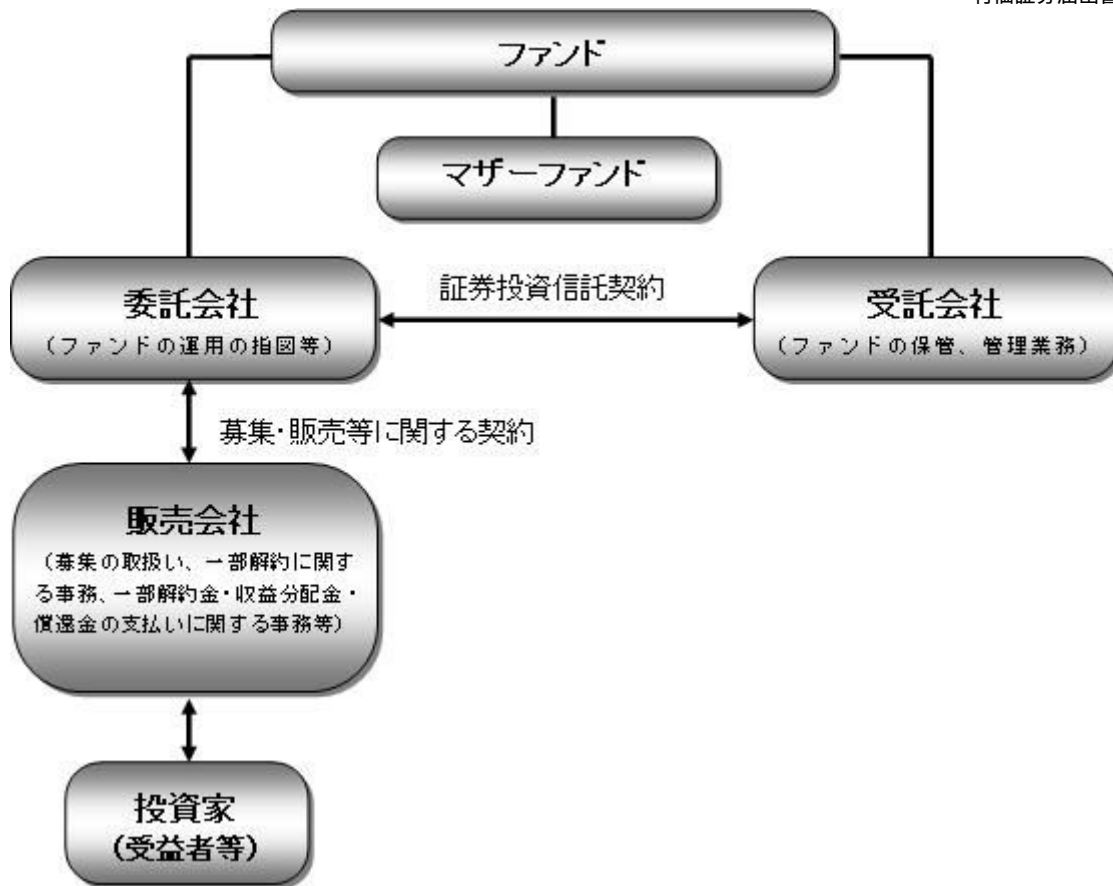 ファンド
マザーファンド
委託会社
（ファンドの運用の指図等）
証券投資信託契約
受託会社
（ファンドの保管、管理業務）
募集・販売等に関する契約
販売会社
（募集の取扱い、一部解約に関す
る事務、一部解約金・収益分配金・
償還金の支払いに関する事務等）
投資家
（受益者等）